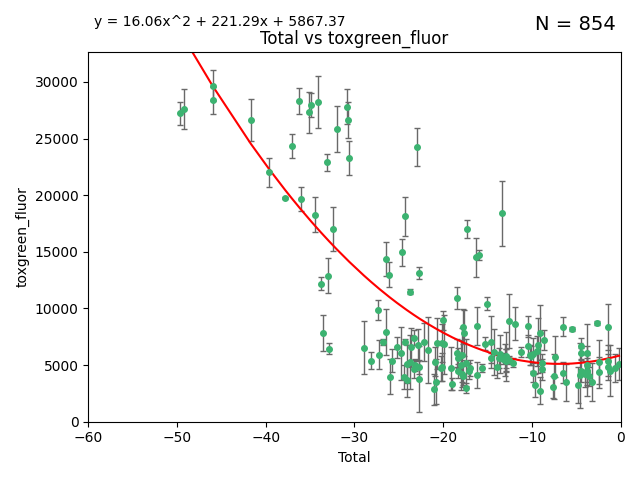 y = 16.06x^2 + 221.29x + 5867.37
N = 854
Total vs toxgreen_fluor
30000
25000
20000
15000
10000
5000
0
toxgreen_fluor
−60
−50
−40
−30
−20
−10
0
Total